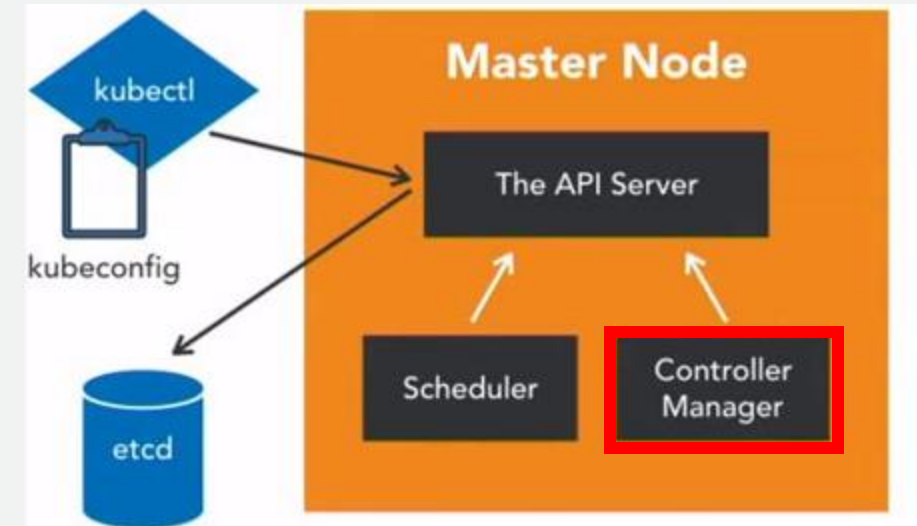 Master Node
kubectl
The API Server
kubeconfig
Scheduler
Controller
Manager
etcd